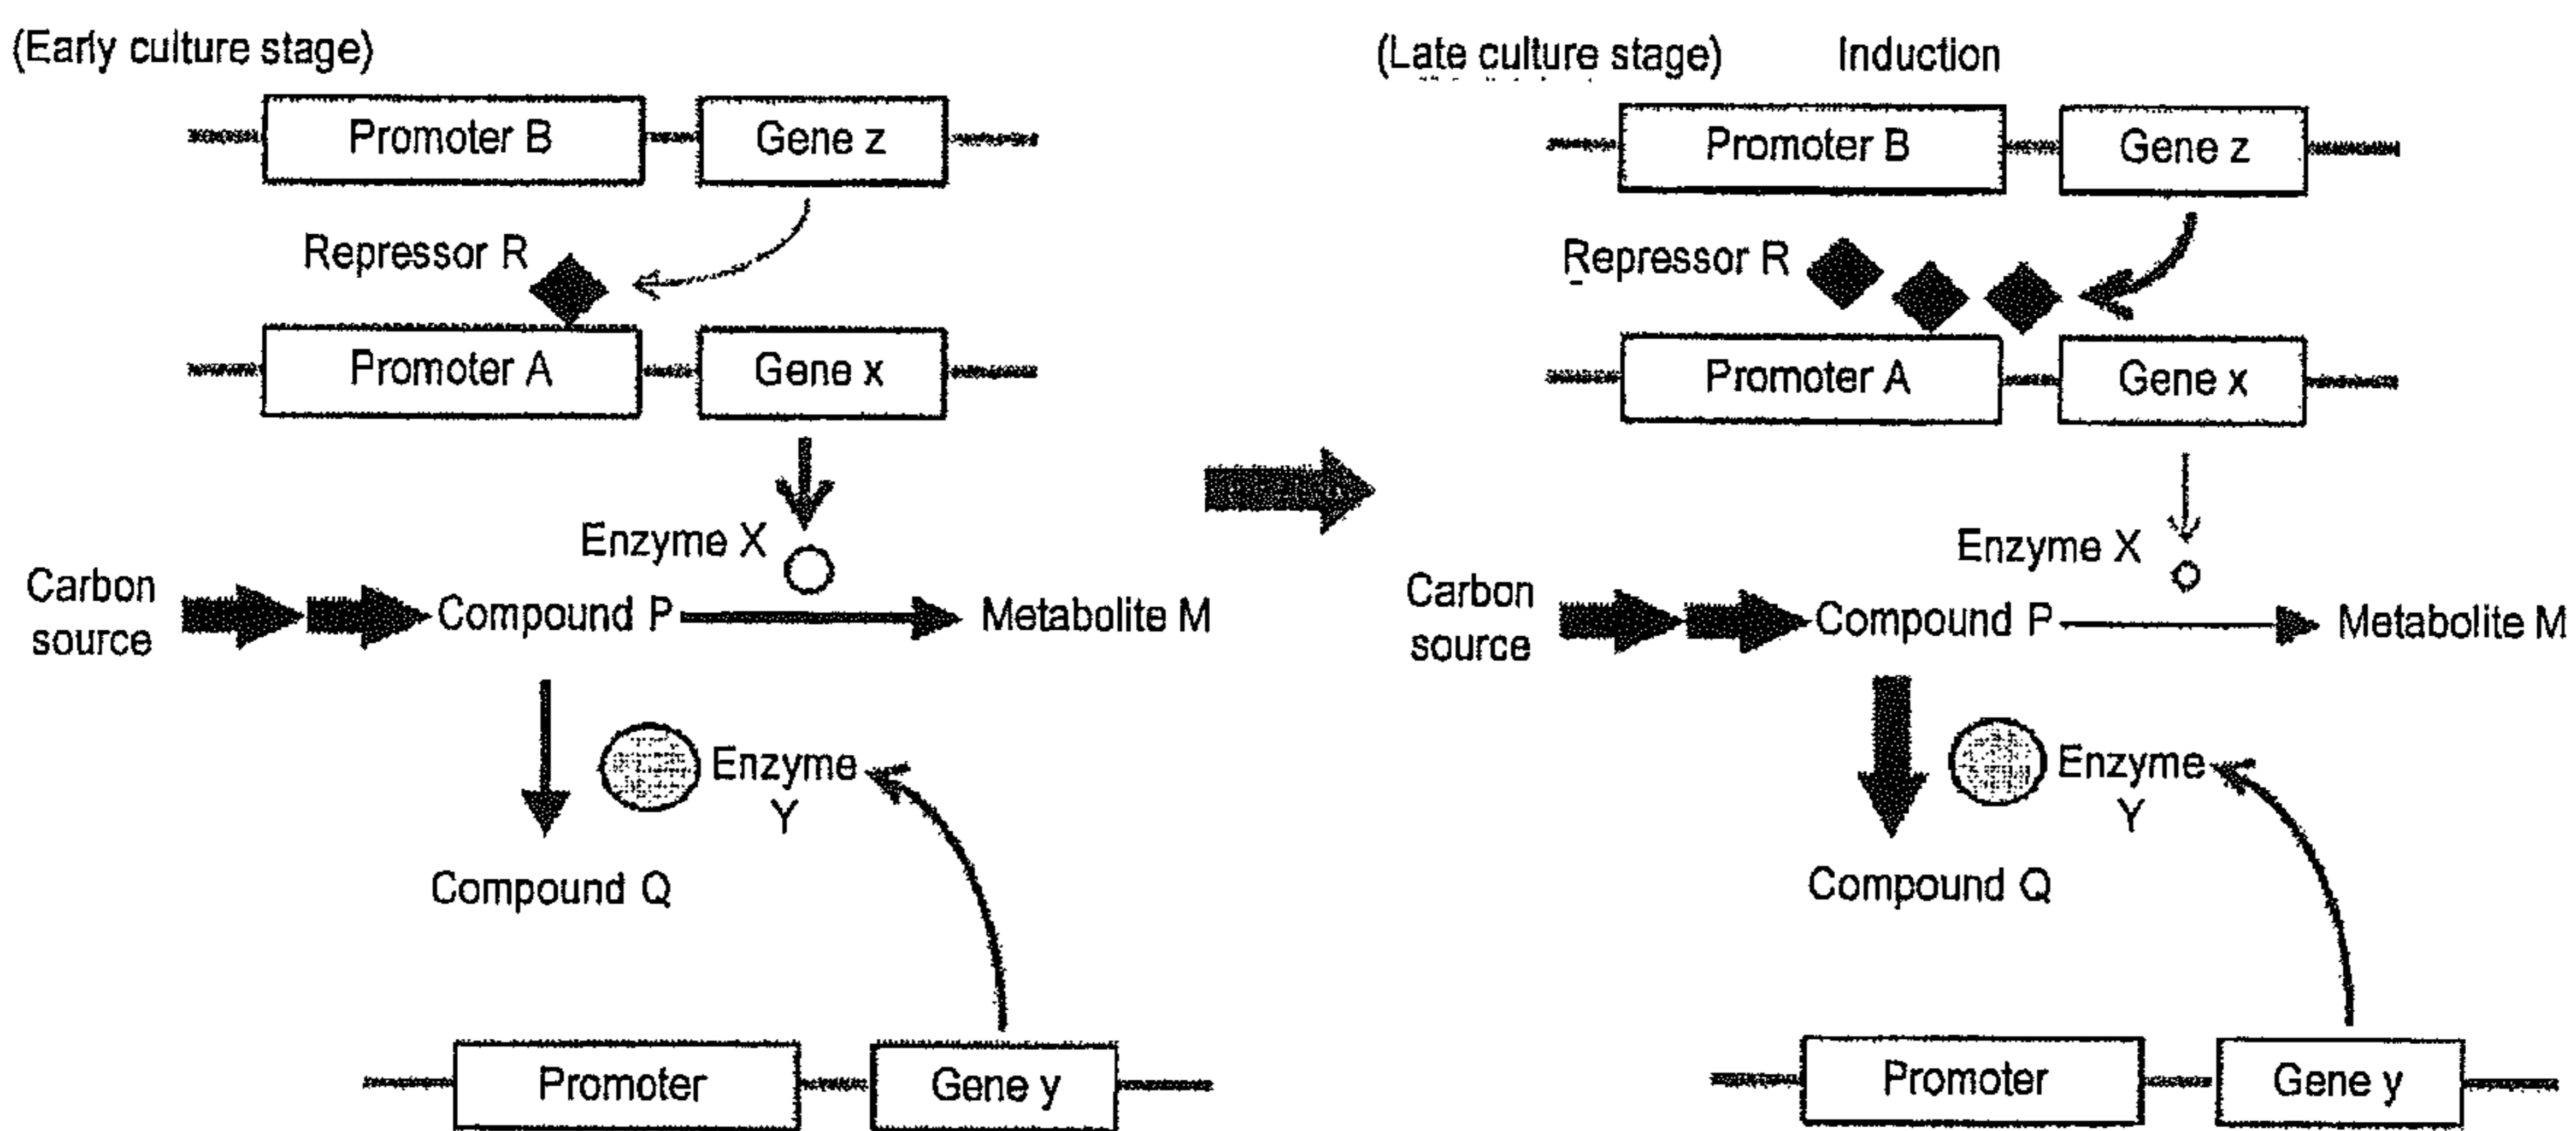 (Early culture stage)
Promoter B
Gene z
Repressor R
Promoter A
Gene x
Enzyme X
Carbon
source
Compound P
Metabolite M
Enzyme
Y
Compound Q
Promoter
Gene y
(Late culture stage)
Induction
Promoter B
Gene z
Repressor R
Promoter A
Gene x
Enzyme X
Carbon
source
Compound P
Metabolite M
Enzyme
Y
Compound Q
Promoter
Gene y